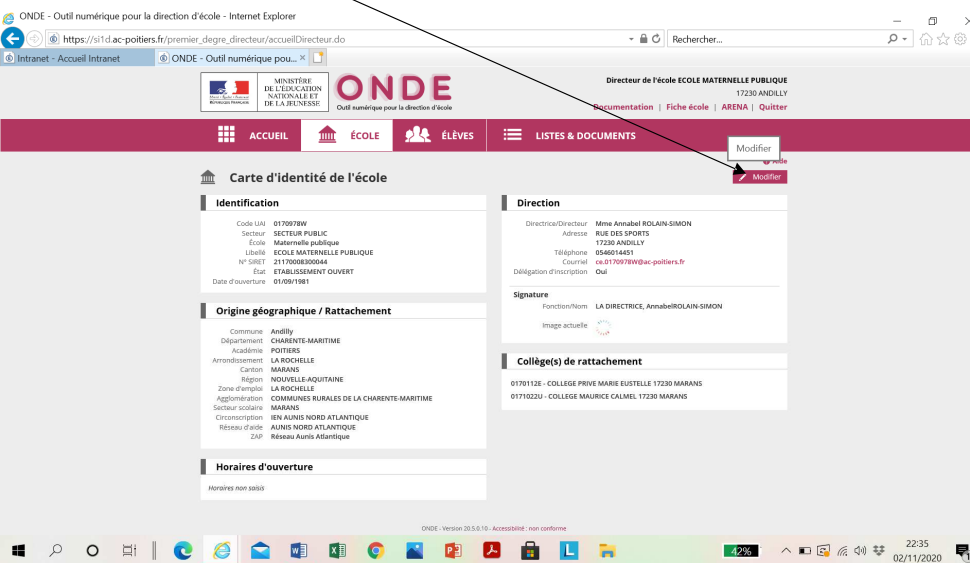 ONDE - Outil numérique pour la direction d'école - Internet Explorer
https://si1d.ac-poitiers.fr/premier_degre_directeur/accueilDirecteur.do
Rechercher...
Intranet - Accueil Intranet
ONDE - Outil numérique pou...
MINISTÈRE
DE L'ÉDUCATION
NATIONALE ET
DE LA JEUNESSE
ONDE
Outil numérique pour la direction d'école
Directeur de l'école ECOLE MATERNELLE PUBLIQUE
17230 ANDILLY
Documentation | Fiche école | ARENA | Quitter
ACCUEIL ÉCOLE ÉLÈVES LISTES & DOCUMENTS
Modifier
Aide
Carte d'identité de l'école
Modifier
Identification
Code UAI 0170978W
Secteur SECTEUR PUBLIC
École Maternelle publique
Libellé ECOLE MATERNELLE PUBLIQUE
N° SIRET 21170008300044
État ETABLISSEMENT OUVERT
Date d'ouverture 01/09/1981
Origine géographique / Rattachement
Commune Andilly
Département CHARENTE-MARITIME
Académie POITIERS
Arrondissement LA ROCHELLE
Canton MARANS
Région NOUVELLE-AQUITAINE
Zone d'emploi LA ROCHELLE
Agglomération COMMUNES RURALES DE LA CHARENTE-MARITIME
Secteur scolaire MARANS
Circonscription IEN AUNIS NORD ATLANTIQUE
Réseau d'aide AUNIS NORD ATLANTIQUE
ZAP Réseau Aunis Atlantique
Horaires d'ouverture
Horaires non saisis
Direction
Directrice/Directeur Mme Annabel ROLAIN-SIMON
Adresse RUE DES SPORTS
17230 ANDILLY
Téléphone 0546014451
Courriel ce.0170978W@ac-poitiers.fr
Délégation d'inscription Oui
Signature
Fonction/Nom LA DIRECTRICE, AnnabelROLAIN-SIMON
Image actuelle
Collège(s) de rattachement
0170112E - COLLEGE PRIVE MARIE EUSTELLE 17230 MARANS
0171022U - COLLEGE MAURICE CALMEL 17230 MARANS
ONDE - Version 20.5.0.10 - Accessibilité : non conforme
42%
22:35
02/11/2020